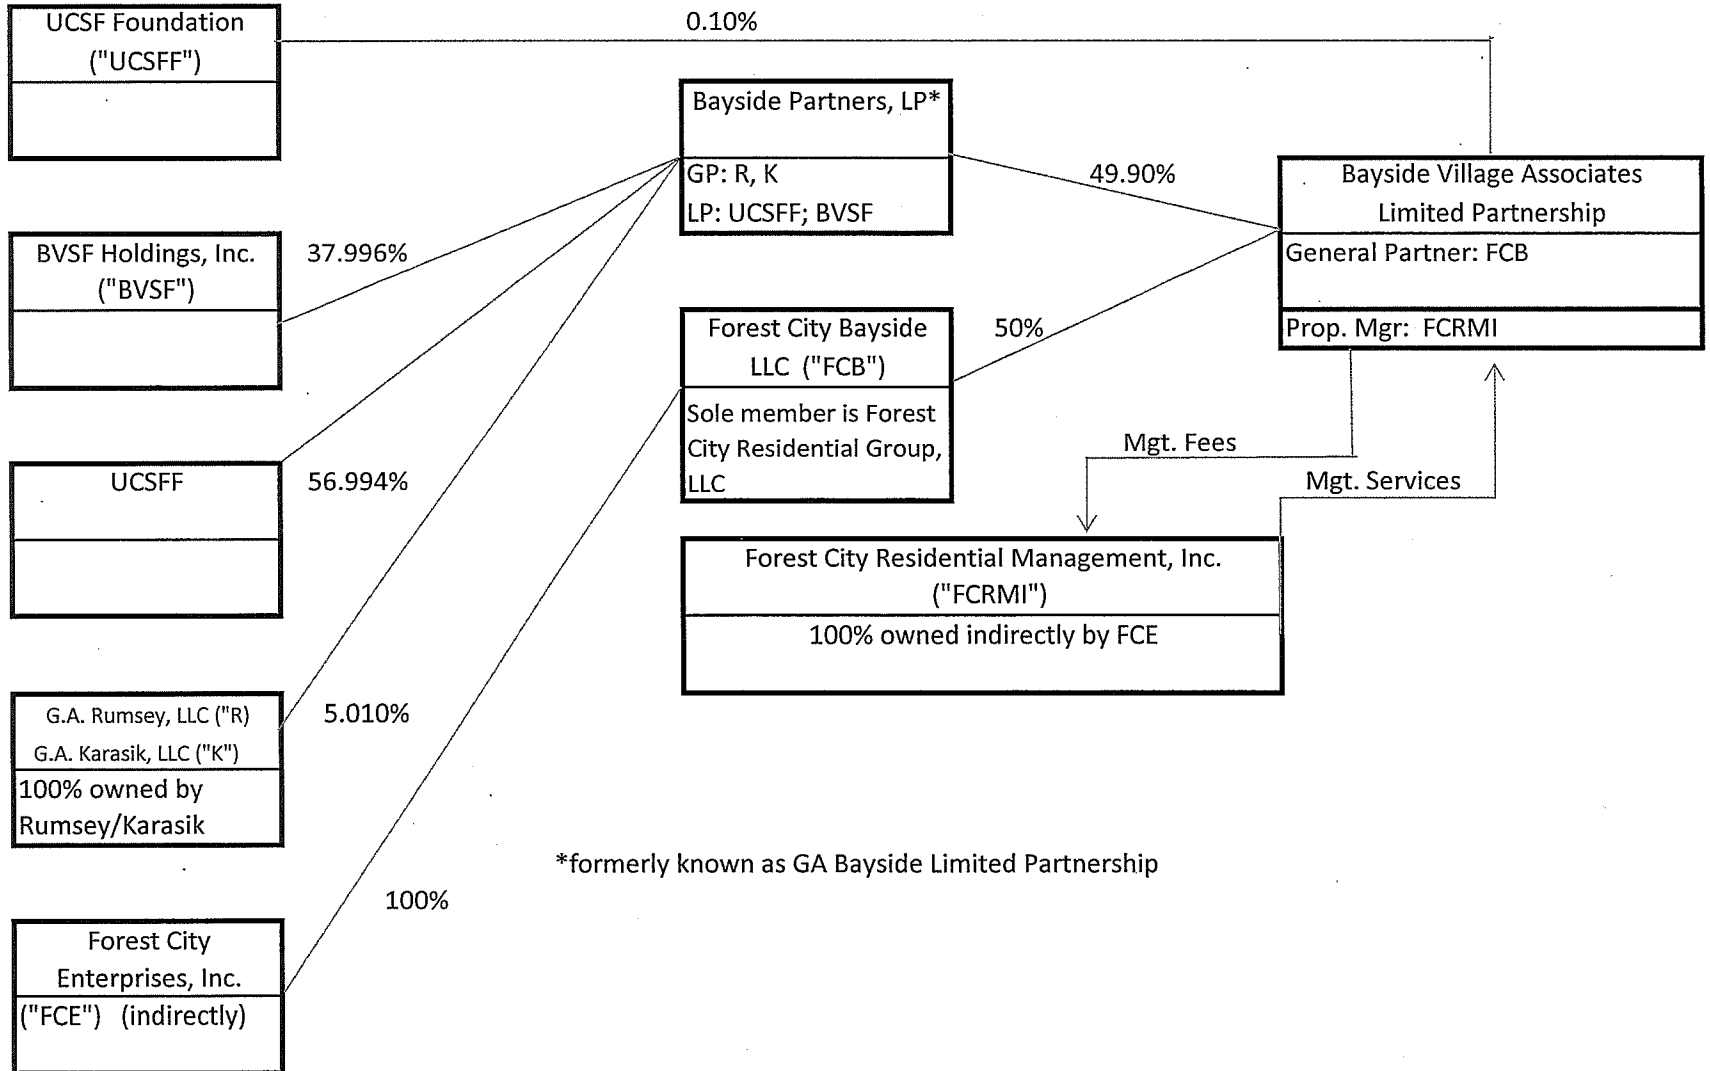 UCSF Foundation
("UCSFF")
0.10%
Bayside Partners, LP*
GP: R, K
LP: UCSFF; BVSF
49.90%
Bayside Village Associates
Limited Partnership
General Partner: FCB
Prop. Mgr: FCRMI
BVSF Holdings, Inc.
("BVSF")
37.996%
Forest City Bayside
LLC ("FCB")
Sole member is Forest
City Residential Group,
LLC
50%
Mgt. Fees
Mgt. Services
UCSFF
56.994%
Forest City Residential Management, Inc.
("FCRMI")
100% owned indirectly by FCE
G.A. Rumsey, LLC ("R)
G.A. Karasik, LLC ("K")
100% owned by
Rumsey/Karasik
5.010%
*formerly known as GA Bayside Limited Partnership
100%
Forest City
Enterprises, Inc.
("FCE") (indirectly)